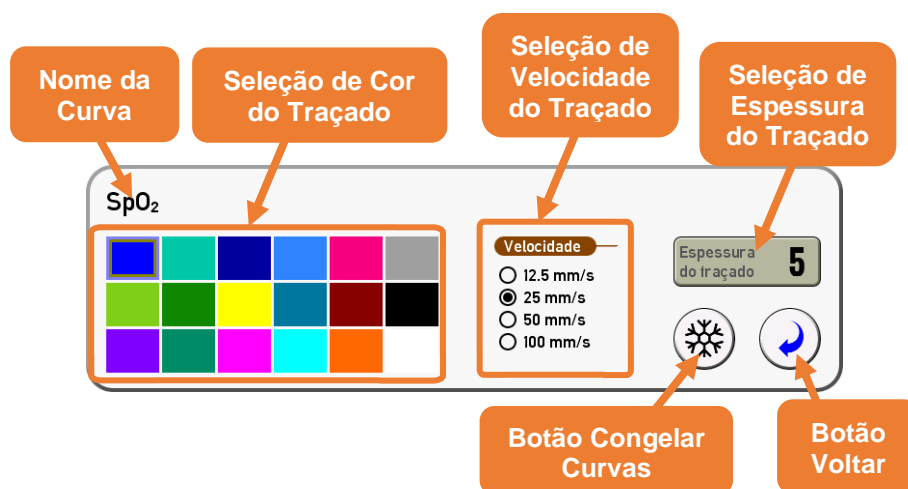 Nome da
Curva
Seleção de Cor
do Traçado
Seleção de
Velocidade
do Traçado
Seleção de
Espessura
do Traçado
SpO₂
Velocidade
12.5 mm/s
25 mm/s
50 mm/s
100 mm/s
Espessura
do traçado
5
Botão Congelar
Curvas
Botão
Voltar